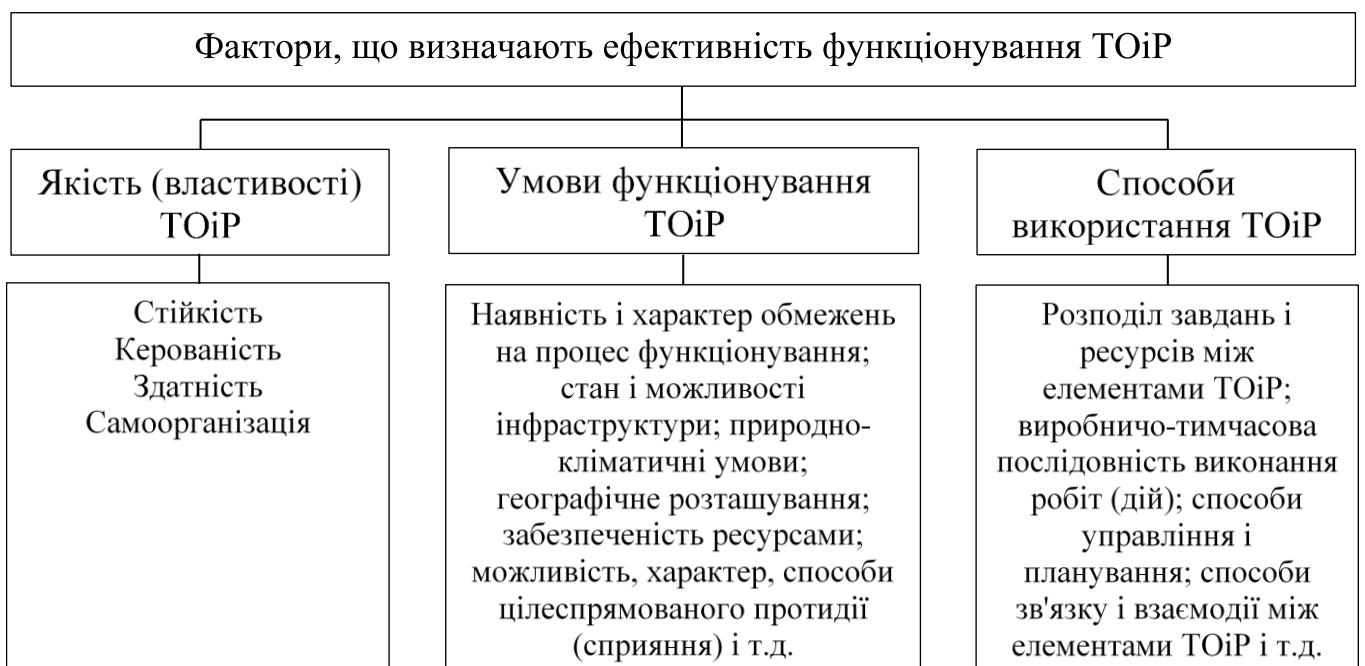 Фактори, що визначають ефективність функціонування ТОіР
Якість (властивості)
ТОіР
Умови функціонування
ТОіР
Способи
використання ТОіР
Стійкість
Керованість
Здатність
Самоорганізація
Наявність і характер обмежень
на процес функціонування;
стан і можливості
інфраструктури; природно-
кліматичні умови;
географічне розташування;
забезпеченість ресурсами;
можливість, характер, способи
цілеспрямованого протидії
(сприяння) і т.д.
Розподіл завдань і
ресурсів між
елементами ТОіР;
виробничо-тимчасова
послідовність виконання
робіт (дій); способи
управління і
планування; способи
зв'язку і взаємодії між
елементами ТОіР і т.д.